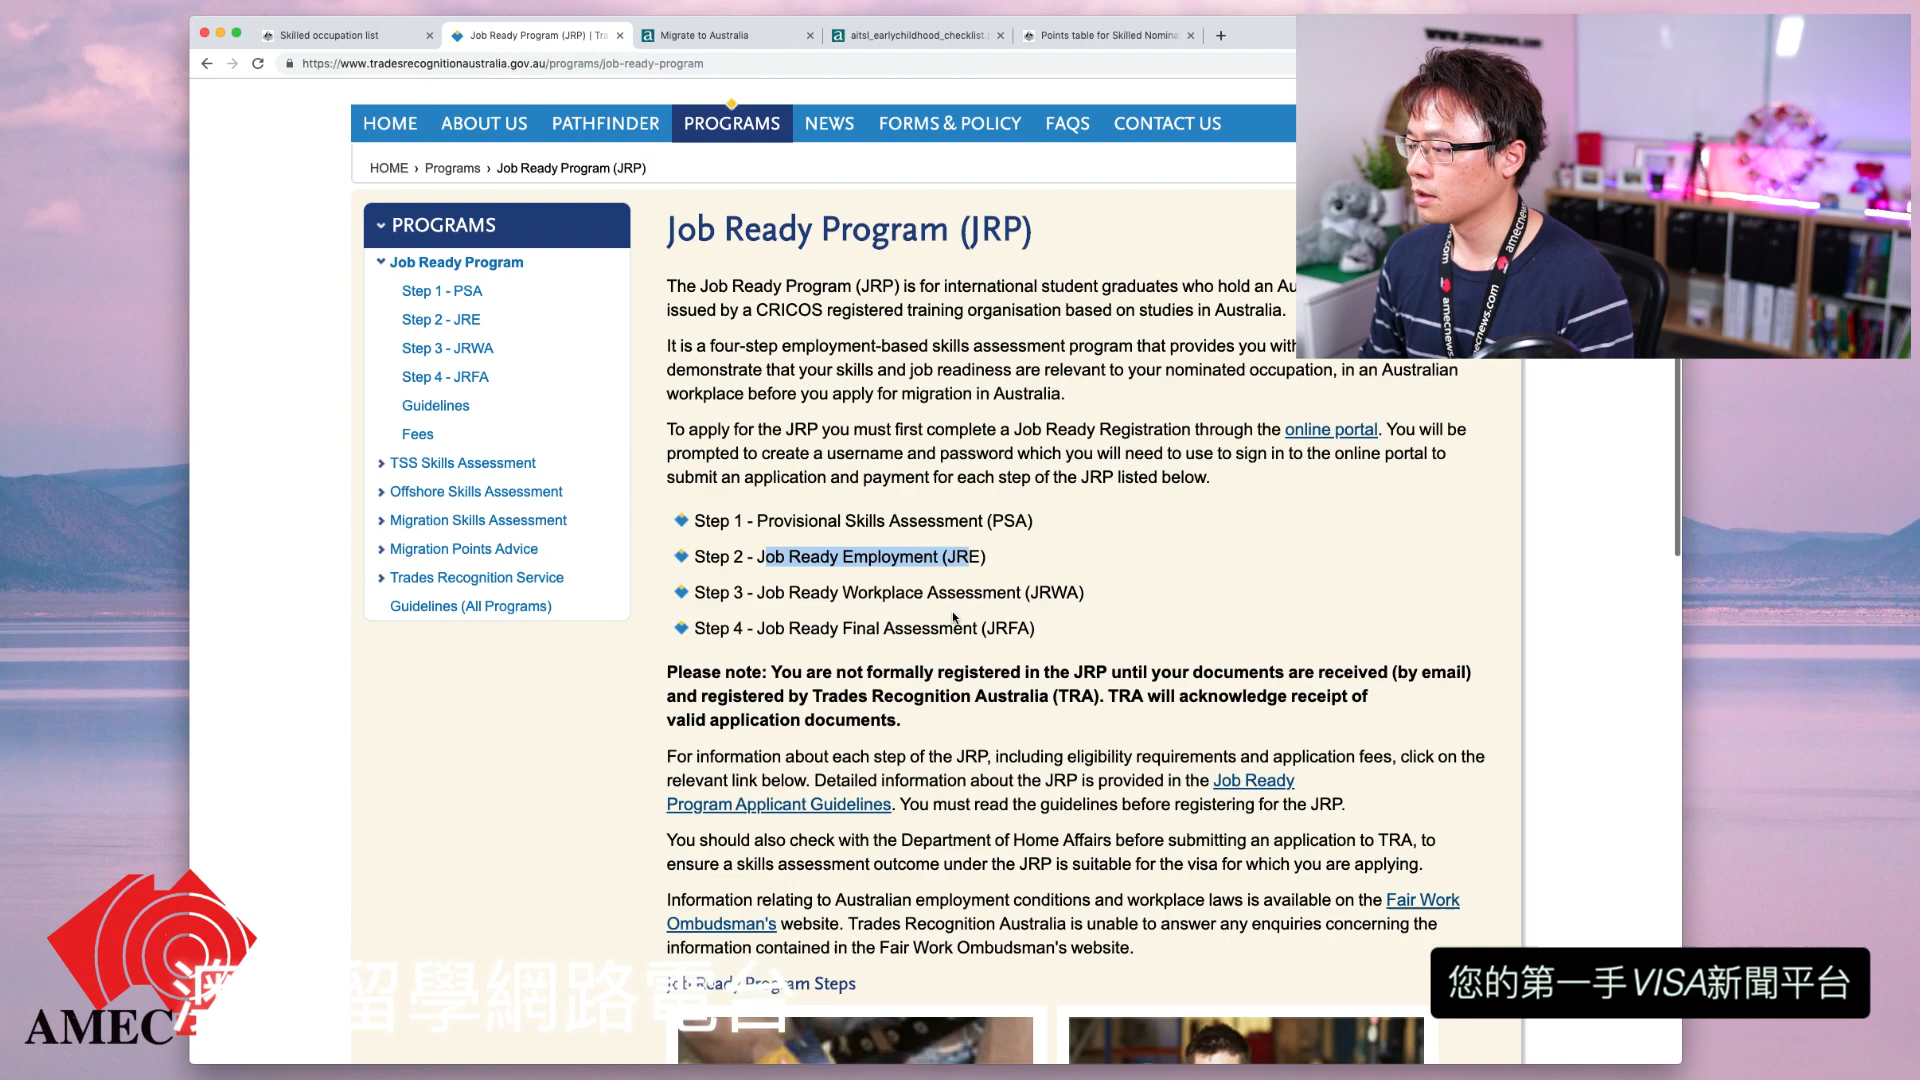 Skilled occupation list
Job Ready Program (JRP) | Tra
Migrate to Australia
aitsl_earlychildhood_checklist.
Points table for Skilled Nomina
https://www.tradesrecognitionaustralia.gov.au/programs/job-ready-program
HOME ABOUT US PATHFINDER PROGRAMS NEWS FORMS & POLICY FAQS CONTACT US
HOME › Programs › Job Ready Program (JRP)
PROGRAMS
Job Ready Program
Step 1 - PSA
Step 2 - JRE
Step 3 - JRWA
Step 4 - JRFA
Guidelines
Fees
TSS Skills Assessment
Offshore Skills Assessment
Migration Skills Assessment
Migration Points Advice
Trades Recognition Service
Guidelines (All Programs)
Job Ready Program (JRP)
The Job Ready Program (JRP) is for international student graduates who hold an Au
issued by a CRICOS registered training organisation based on studies in Australia.
It is a four-step employment-based skills assessment program that provides you with
demonstrate that your skills and job readiness are relevant to your nominated occupation, in an Australian
workplace before you apply for migration in Australia.
To apply for the JRP you must first complete a Job Ready Registration through the online portal. You will be
prompted to create a username and password which you will need to use to sign in to the online portal to
submit an application and payment for each step of the JRP listed below.
Step 1 - Provisional Skills Assessment (PSA)
Step 2 - Job Ready Employment (JRE)
Step 3 - Job Ready Workplace Assessment (JRWA)
Step 4 - Job Ready Final Assessment (JRFA)
Please note: You are not formally registered in the JRP until your documents are received (by email)
and registered by Trades Recognition Australia (TRA). TRA will acknowledge receipt of
valid application documents.
For information about each step of the JRP, including eligibility requirements and application fees, click on the
relevant link below. Detailed information about the JRP is provided in the Job Ready
Program Applicant Guidelines. You must read the guidelines before registering for the JRP.
You should also check with the Department of Home Affairs before submitting an application to TRA, to
ensure a skills assessment outcome under the JRP is suitable for the visa for which you are applying.
Information relating to Australian employment conditions and workplace laws is available on the Fair Work
Ombudsman's website. Trades Recognition Australia is unable to answer any enquiries concerning the
information contained in the Fair Work Ombudsman's website.
Job Ready Program Steps
amecnews.com
AMEC
澳 留學網路電台
您的第一手VISA新聞平台